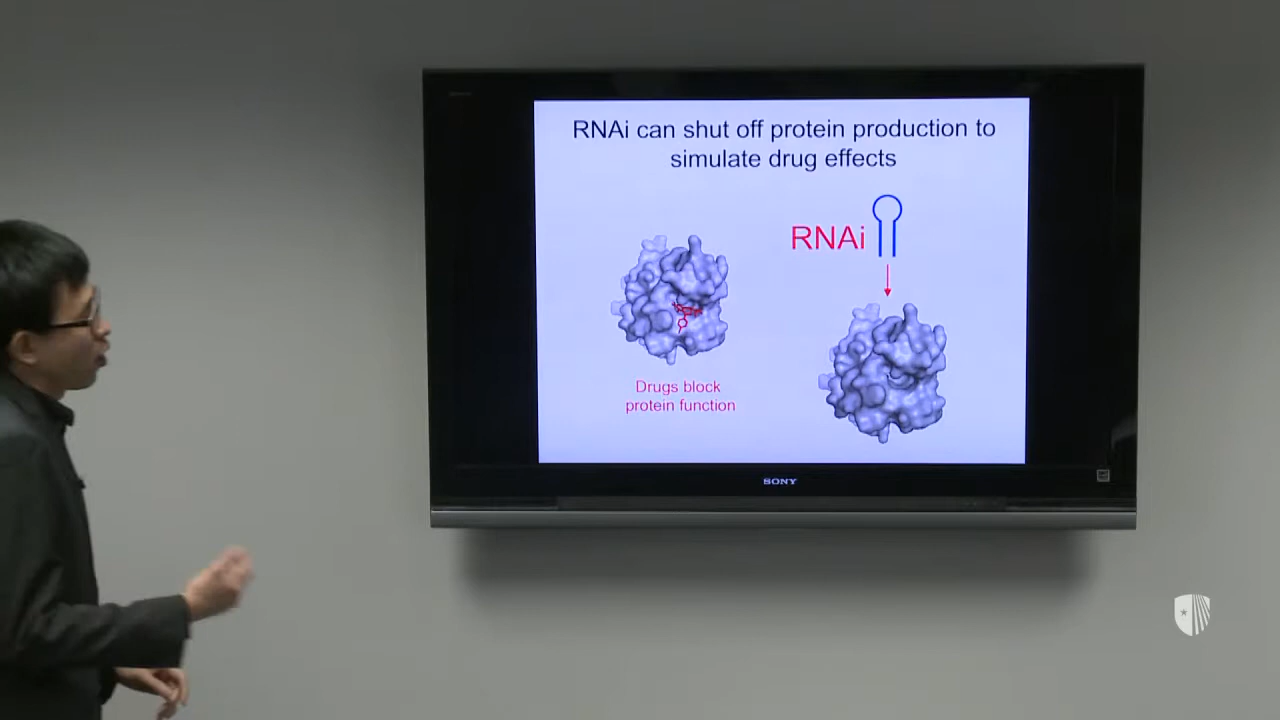 RNAi can shut off protein production to
simulate drug effects
RNAi
Drugs block
protein function
SONY